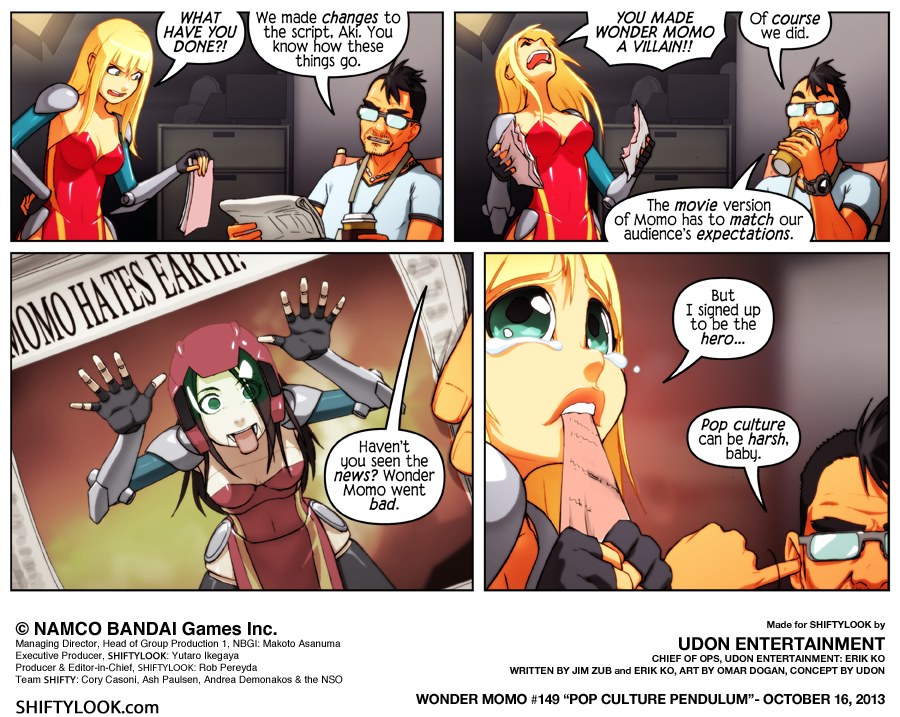 WHAT
HAVE YOU
DONE?!
We made changes to
the script, Aki. You
know how these
things go.
YOU MADE
WONDER MOMO
A VILLAIN!!
Of course
we did.
The movie version
of Momo has to match our
audience's expectations.
MOMO HATES EARTH!
Haven't
you seen the
news? Wonder
Momo went
bad.
But
I signed up
to be the
hero...
Pop culture
can be harsh,
baby.
© NAMCO BANDAI Games Inc.
Managing Director, Head of Group Production 1, NBGI: Makoto Asanuma
Executive Producer, SHIFTYLOOK: Yutaro Ikegaya
Producer & Editor-in-Chief, SHIFTYLOOK: Rob Pereyda
Team SHIFTY: Cory Casoni, Ash Paulsen, Andrea Demonakos & the NSO
SHIFTYLOOK.com
Made for SHIFTYLOOK by
UDON ENTERTAINMENT
CHIEF OF OPS, UDON ENTERTAINMENT: ERIK KO
WRITTEN BY JIM ZUB and ERIK KO, ART BY OMAR DOGAN, CONCEPT BY UDON
WONDER MOMO #149 “POP CULTURE PENDULUM”- OCTOBER 16, 2013